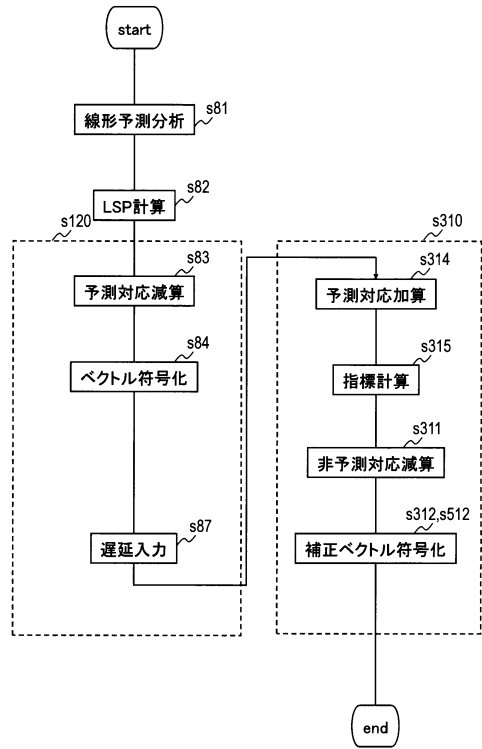 start
s81
線形予測分析
s82
LSP計算
s120
s83
予測対応減算
s84
ベクトル符号化
s87
遅延入力
s310
s314
予測対応加算
s315
指標計算
s311
非予測対応減算
s312,s512
補正ベクトル符号化
end